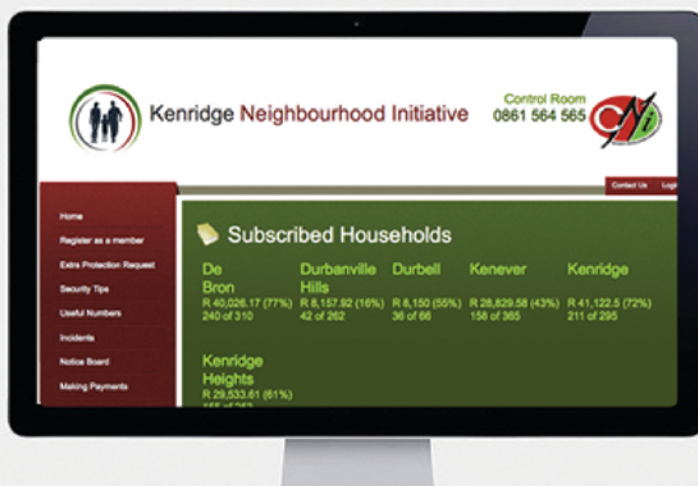 Kenridge Neighbourhood Initiative
Control Room
0861 564 565
CNi
Contact Us Login
Home
Register as a member
Extra Protection Request
Security Tips
Useful Numbers
Incidents
Notice Board
Making Payments
Subscribed Households
De Bron
R 40,026.17 (77%)
240 of 310
Durbanville Hills
R 8,157.92 (16%)
42 of 262
Durbell
R 8,150 (55%)
36 of 66
Kenever
R 28,829.58 (43%)
158 of 365
Kenridge
R 41,122.5 (72%)
211 of 295
Kenridge
Heights
R 29,533.61 (61%)